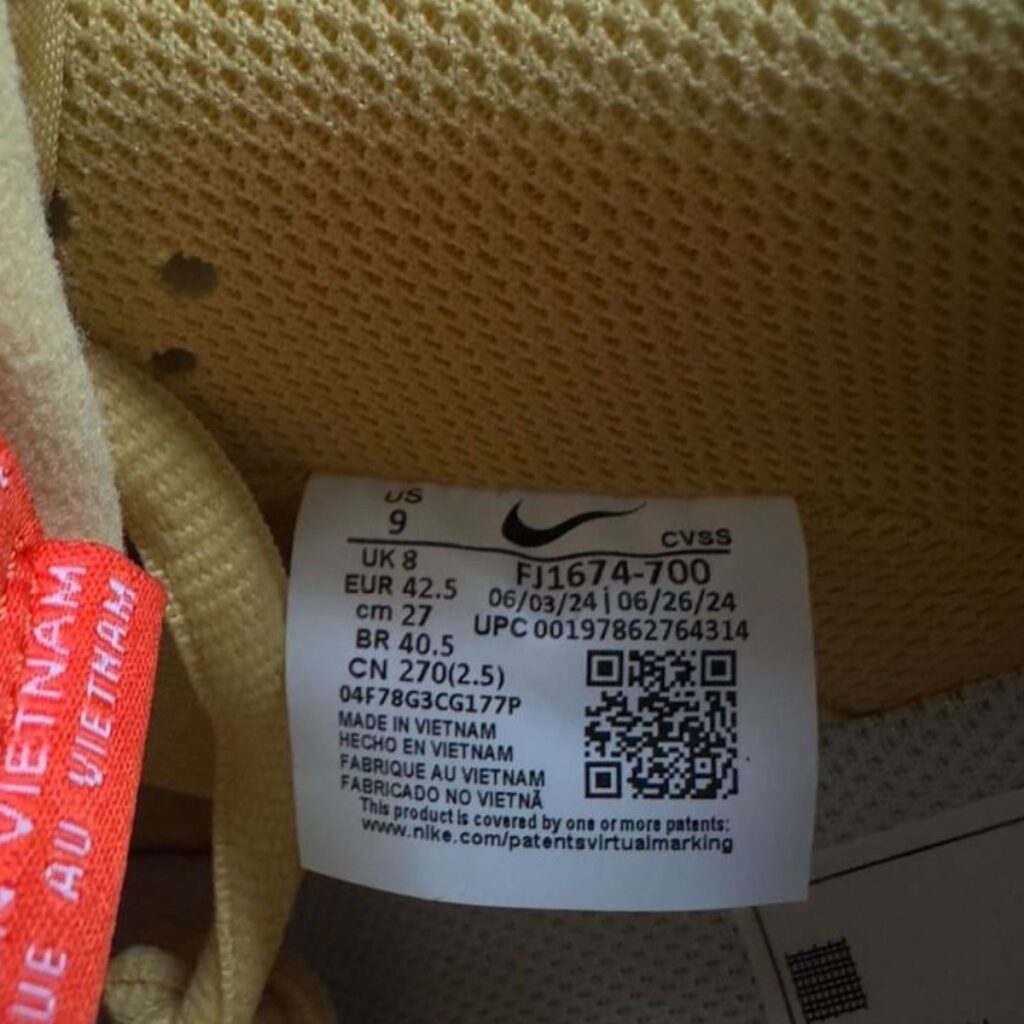 US
9
CVSS
UK 8
FJ1674-700
EUR 42.5
06/03/24 | 06/26/24
cm 27
UPC 00197862764314
BR 40.5
CN 270(2.5)
04F78G3CG177P
MADE IN VIETNAM
HECHO EN VIETNAM
FABRIQUE AU VIETNAM
FABRICADO NO VIETNÃ
This product is covered by one or more patents:
www.nike.com/patentsvirtualmarking
VIETNAM
UE AU VIETNAM